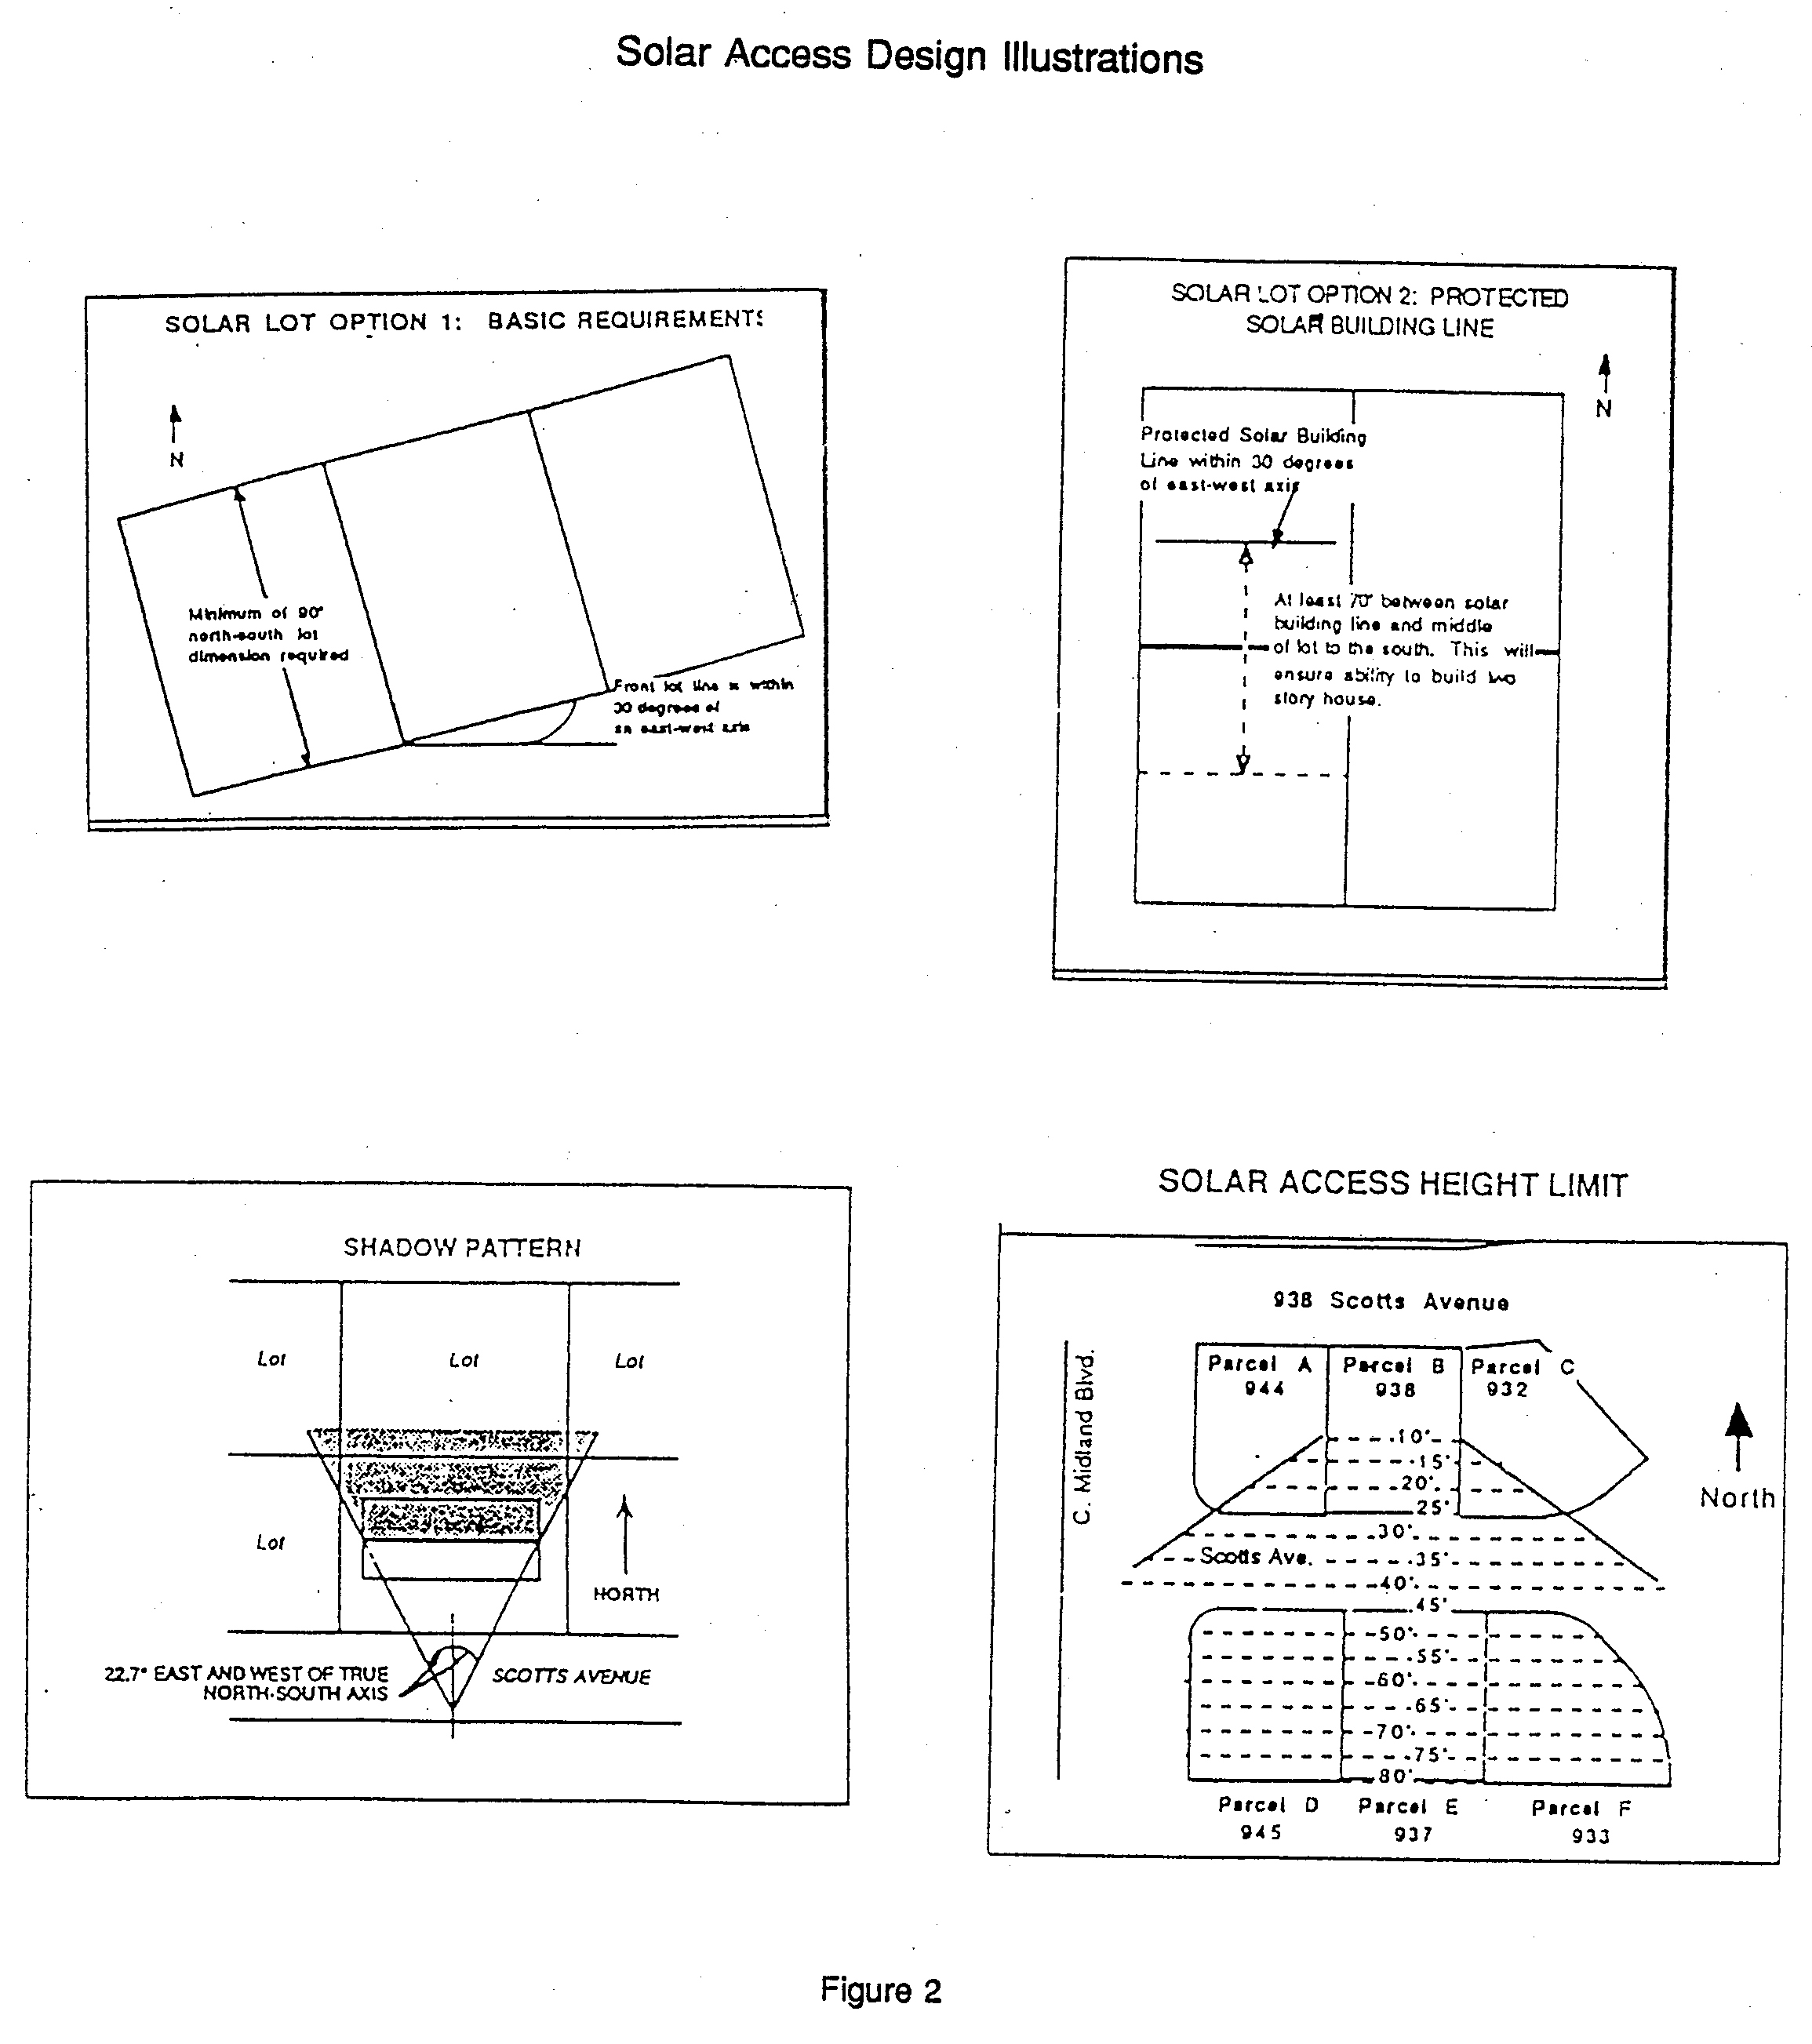 Solar Access Design Illustrations
SOLAR LOT OPTION 1: BASIC REQUIREMENTS
N
Minimum of 90'
north-south lot
dimension required
Front lot line is within
30 degrees of
an east-west axis
SOLAR LOT OPTION 2: PROTECTED
SOLAR BUILDING LINE
N
Protected Solar Building
Line within 30 degrees
of east-west axis
At least 70' between solar
building line and middle
of lot to the south. This will
ensure ability to build two
story house.
SHADOW PATTERN
Lot
Lot
Lot
Lot
NORTH
22.7° EAST AND WEST OF TRUE
NORTH-SOUTH AXIS
SCOTTS AVENUE
SOLAR ACCESS HEIGHT LIMIT
938 Scotts Avenue
C. Midland Blvd.
Parcel A
944
Parcel B
938
Parcel C
932
North
10'
15'
20'
25'
30'
Scotts Ave.
35'
40'
45'
50'
55'
60'
65'
70'
75'
80'
Parcel D
945
Parcel E
937
Parcel F
933
Figure 2